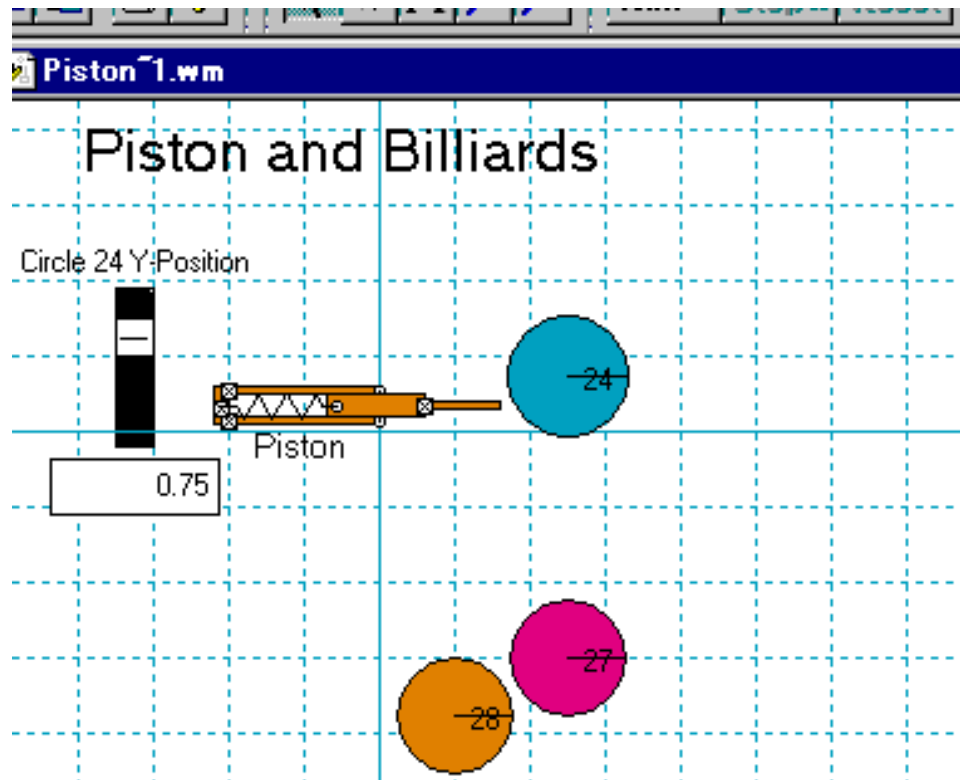 Piston~1.wm
Piston and Billiards
Circle 24 Y-Position
24
Piston
0.75
27
28